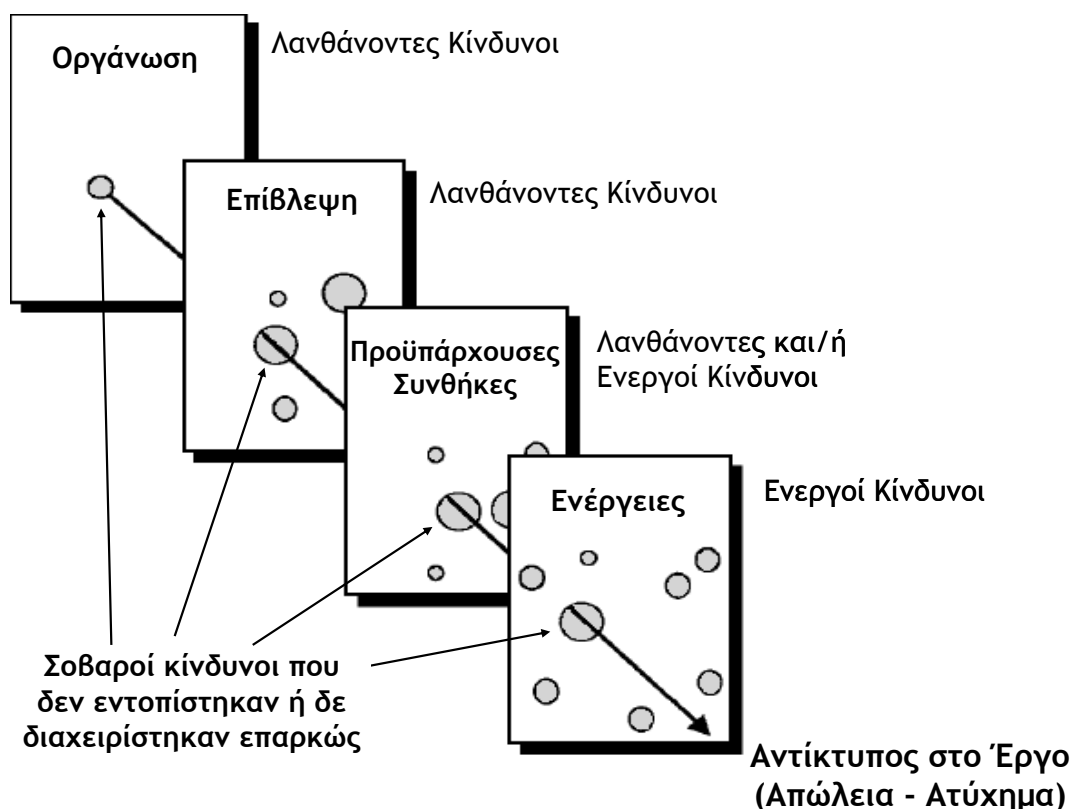 Οργάνωση
Λανθάνοντες Κίνδυνοι
Επίβλεψη
Λανθάνοντες Κίνδυνοι
Προϋπάρχουσες
Συνθήκες
Λανθάνοντες και/ή
Ενεργοί Κίνδυνοι
Ενέργειες
Ενεργοί Κίνδυνοι
Σοβαροί κίνδυνοι που
δεν εντοπίστηκαν ή δε
διαχειρίστηκαν επαρκώς
Αντίκτυπος στο Έργο
(Απώλεια - Ατύχημα)